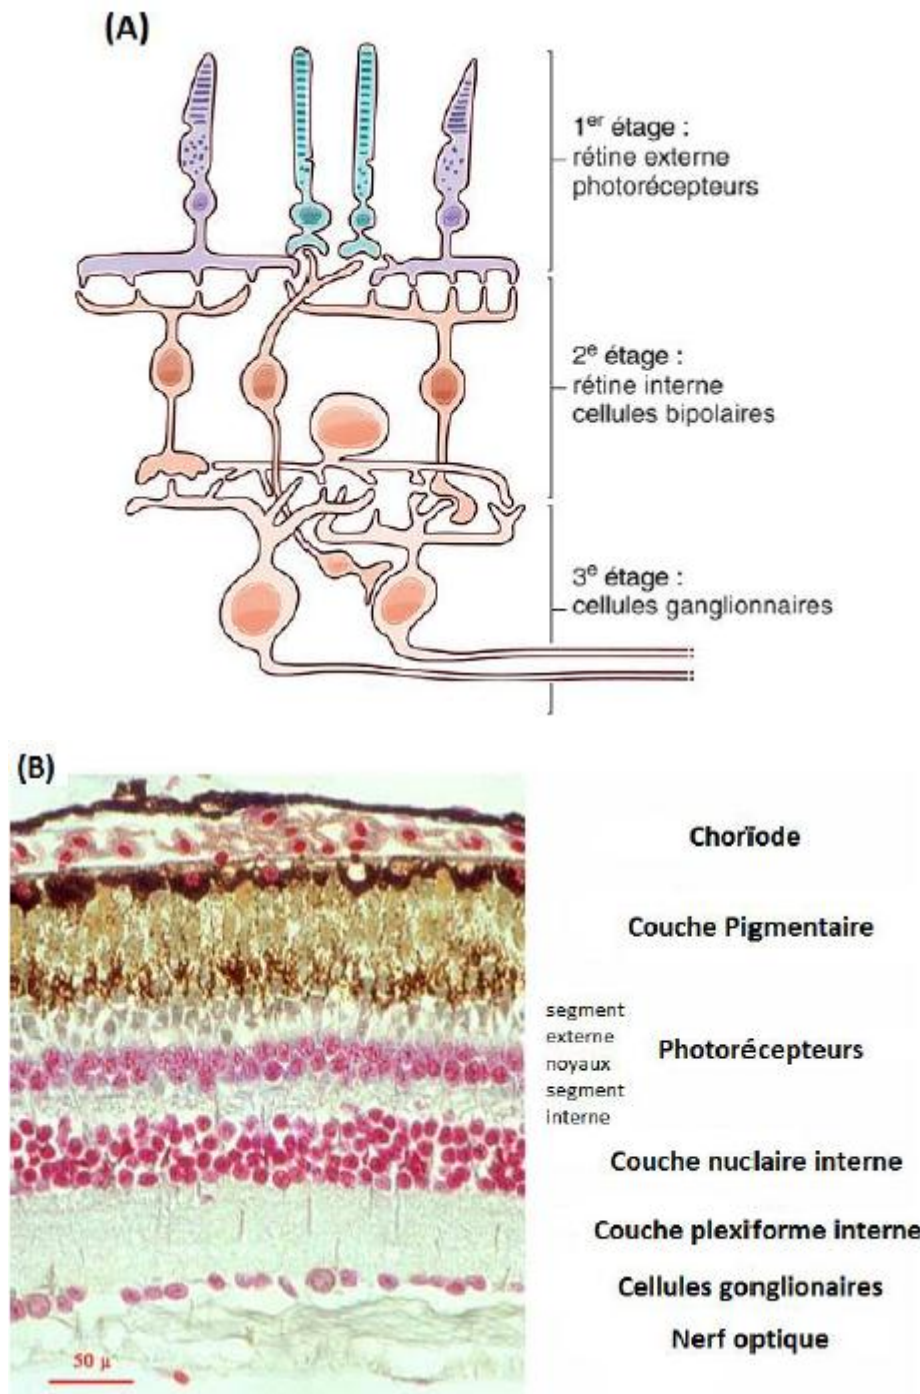 (A)
1er étage :
rétine externe
photorécepteurs
2e étage :
rétine interne
cellules bipolaires
3e étage :
cellules ganglionnaires
(B)
Chorïode
Couche Pigmentaire
segment
externe
noyaux
segment
interne
Photorécepteurs
Couche nuclaire interne
Couche plexiforme interne
Cellules gonglionaires
Nerf optique
50 µ